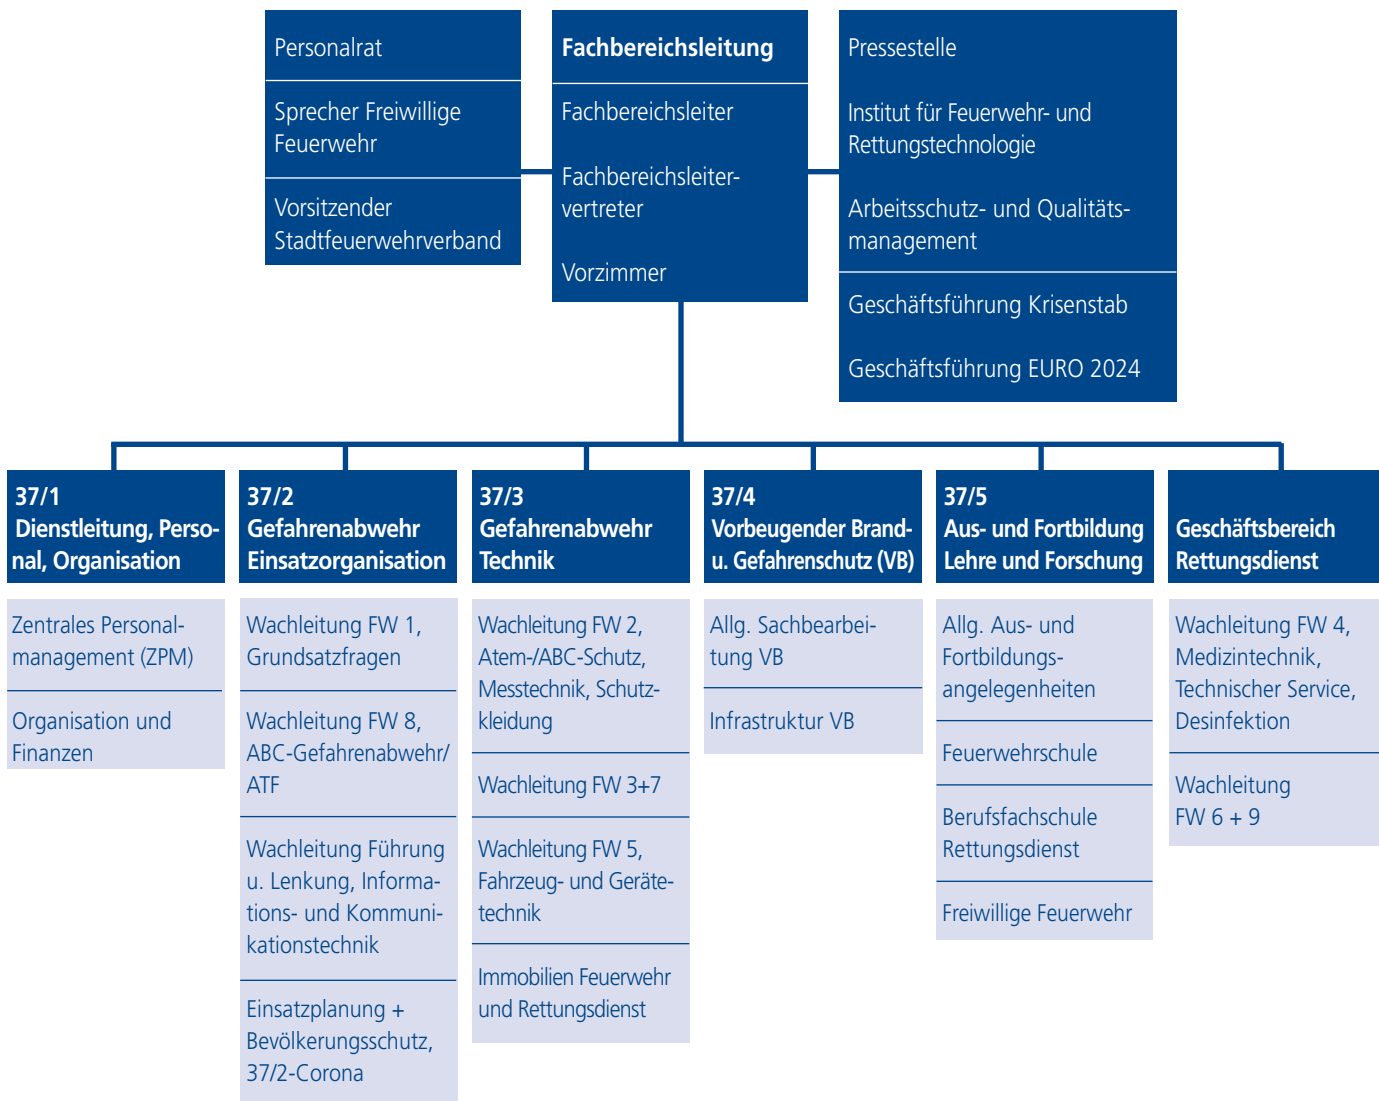 Personalrat
Sprecher Freiwillige
Feuerwehr
Vorsitzender
Stadtfeuerwehrverband
Fachbereichsleitung
Fachbereichsleiter
Fachbereichsleiter-
vertreter
Vorzimmer
Pressestelle
Institut für Feuerwehr- und
Rettungstechnologie
Arbeitsschutz- und Qualitäts-
management
Geschäftsführung Krisenstab
Geschäftsführung EURO 2024
37/1
Dienstleitung, Perso-
nal, Organisation
Zentrales Personal-
management (ZPM)
Organisation und
Finanzen
37/2
Gefahrenabwehr
Einsatzorganisation
Wachleitung FW 1,
Grundsatzfragen
Wachleitung FW 8,
ABC-Gefahrenabwehr/
ATF
Wachleitung Führung
u. Lenkung, Informa-
tions- und Kommuni-
kationstechnik
Einsatzplanung +
Bevölkerungsschutz,
37/2-Corona
37/3
Gefahrenabwehr
Technik
Wachleitung FW 2,
Atem-/ABC-Schutz,
Messtechnik, Schutz-
kleidung
Wachleitung FW 3+7
Wachleitung FW 5,
Fahrzeug- und Geräte-
technik
Immobilien Feuerwehr
und Rettungsdienst
37/4
Vorbeugender Brand-
u. Gefahrenschutz (VB)
Allg. Sachbearbei-
tung VB
Infrastruktur VB
37/5
Aus- und Fortbildung
Lehre und Forschung
Allg. Aus- und
Fortbildungs-
angelegenheiten
Feuerwehrschule
Berufsfachschule
Rettungsdienst
Freiwillige Feuerwehr
Geschäftsbereich
Rettungsdienst
Wachleitung FW 4,
Medizintechnik,
Technischer Service,
Desinfektion
Wachleitung
FW 6 + 9